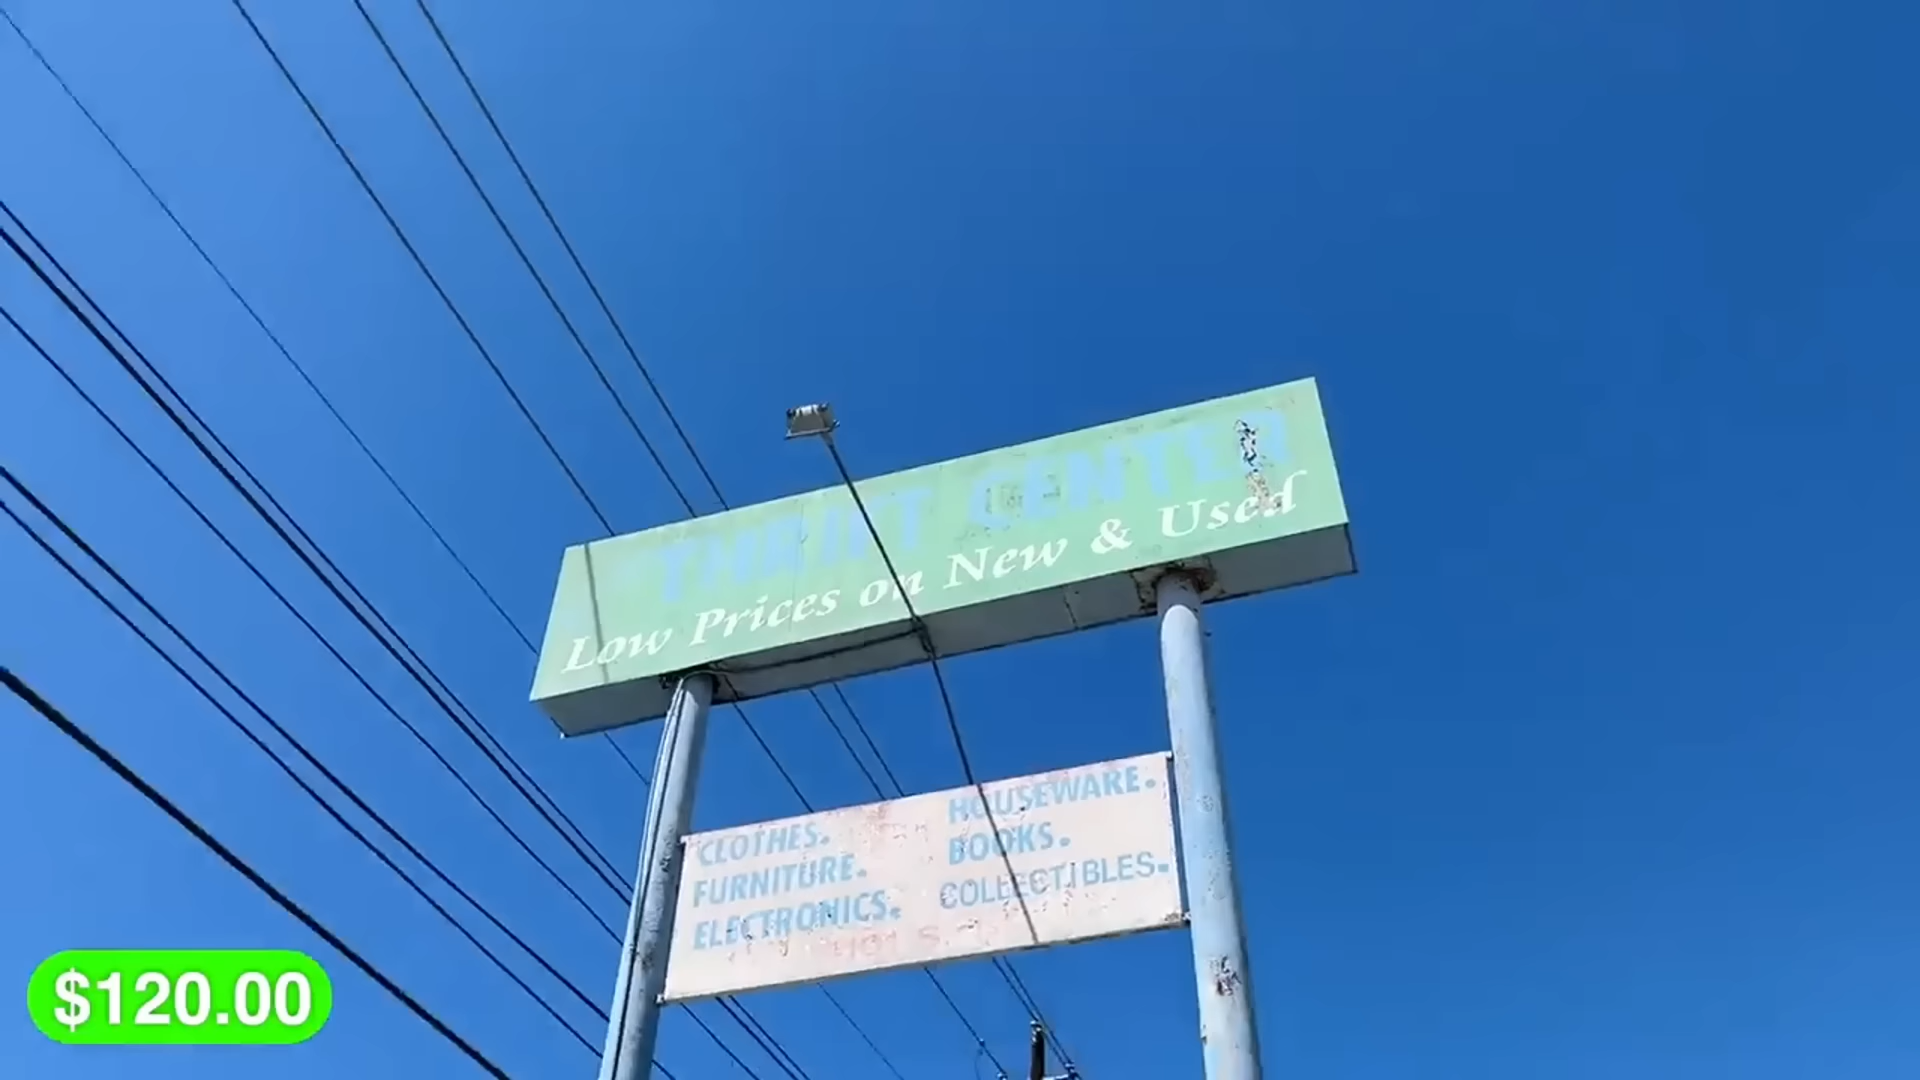 THRIFT CENTER
Low Prices on New & Used
CLOTHES.
FURNITURE.
ELECTRONICS.
HOUSEWARE.
BOOKS.
COLLECTIBLES.
$120.00